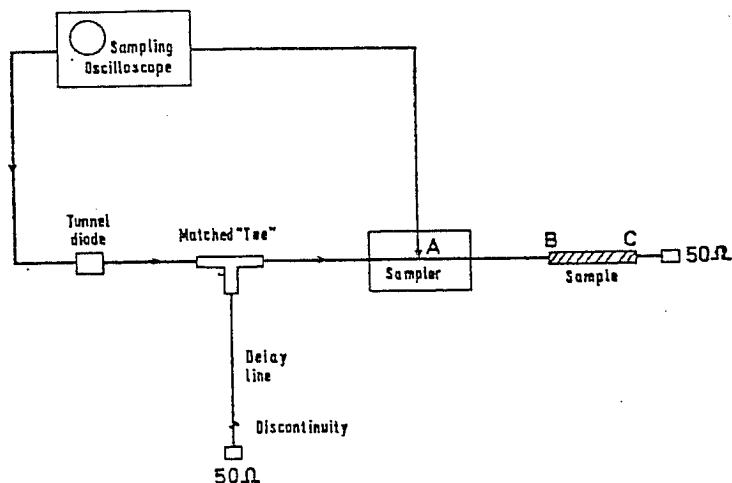 Sampling
Oscilloscope
Tunnel
diode
Matched "Tee"
A
Sampler
B
C
Sample
50Ω
Delay
line
Discontinuity
50Ω